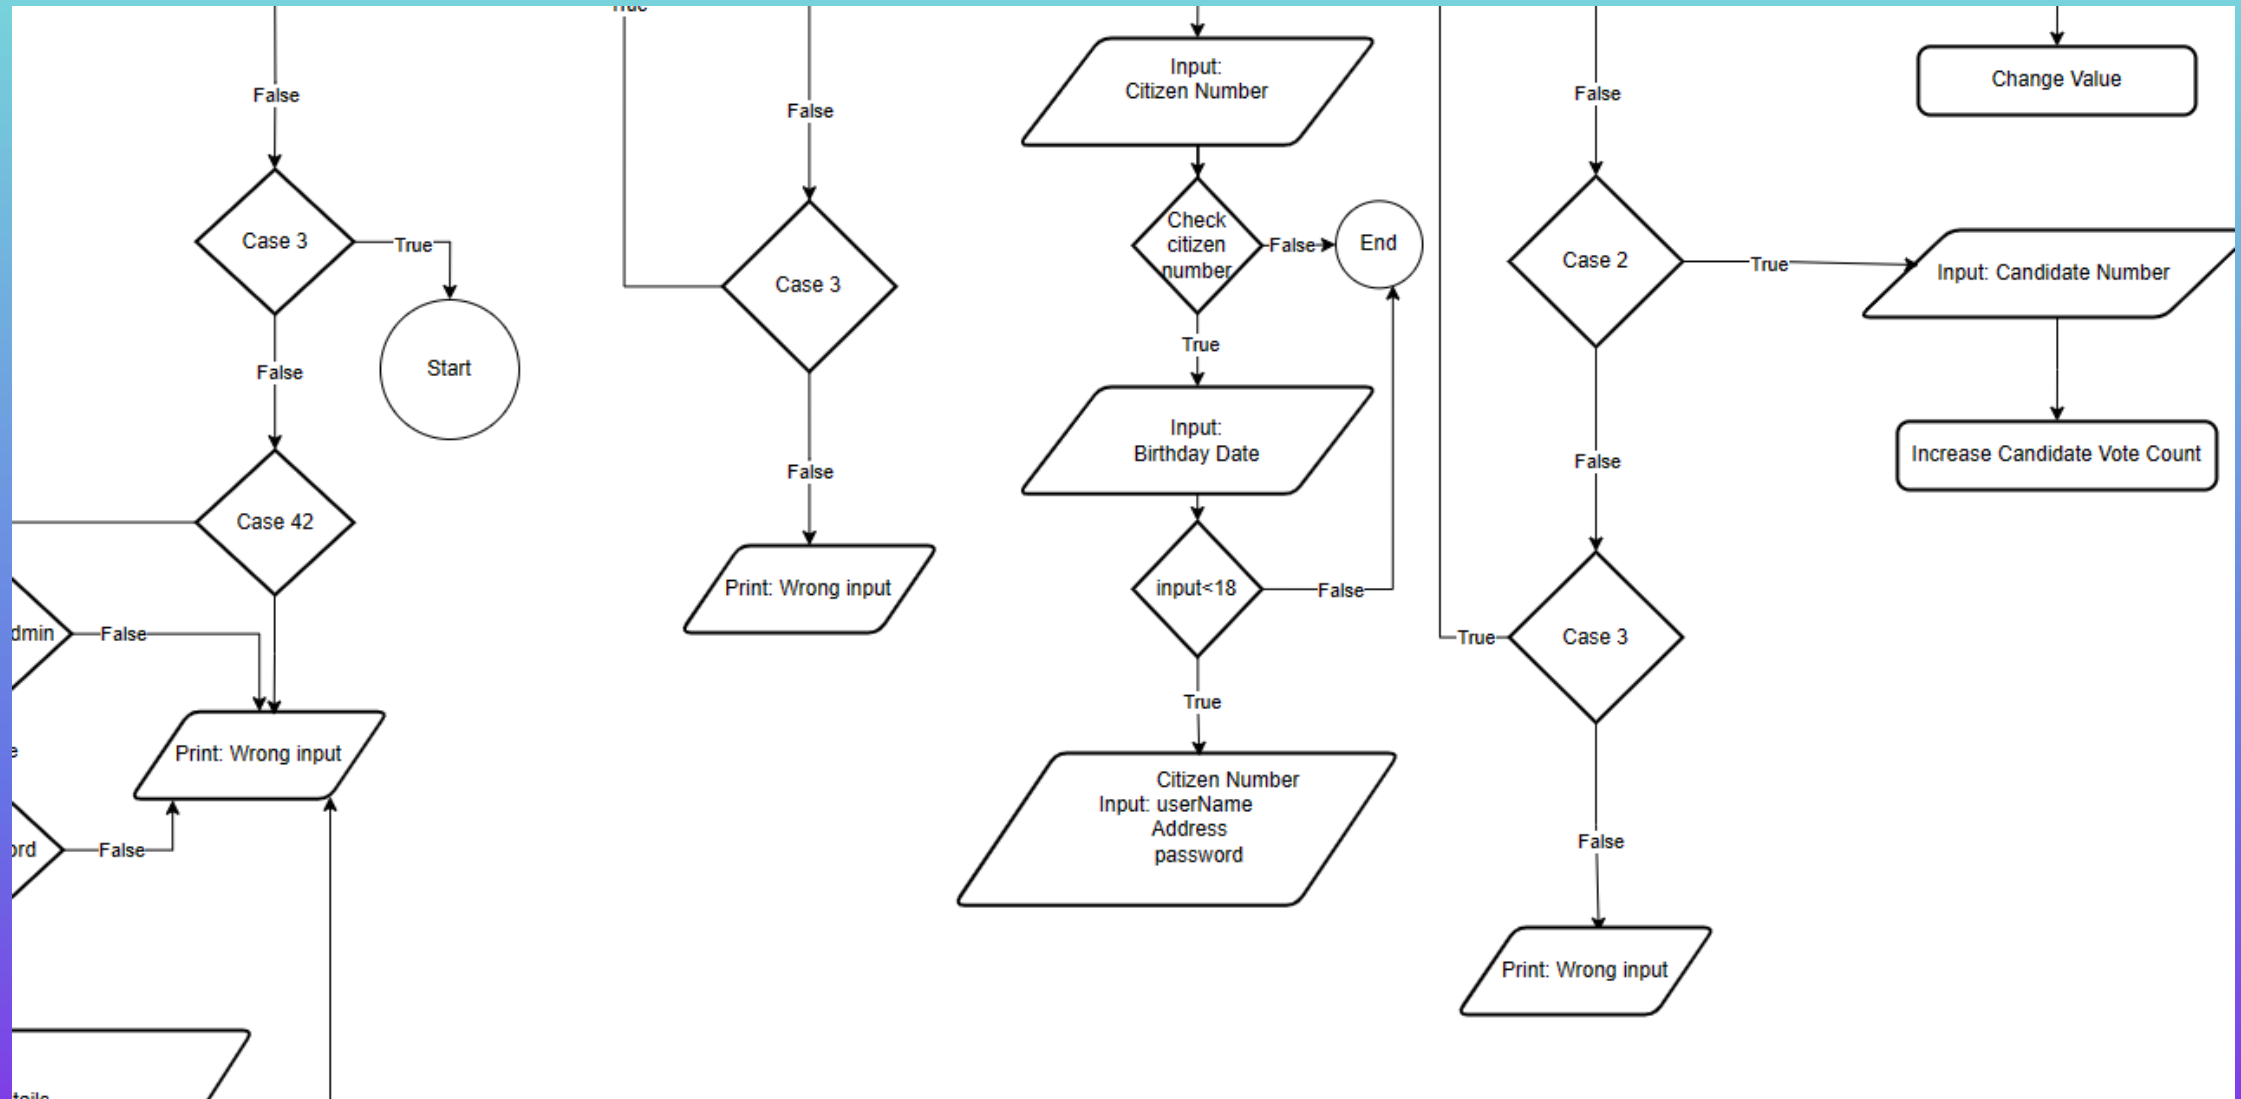 False
Case 3
True
Start
False
Case 42
False
Print: Wrong input
False
False
Case 3
False
Print: Wrong input
Input:
Citizen Number
Check
citizen
number
False
End
True
Input:
Birthday Date
input<18
False
True
Citizen Number
Input: userName
Address
password
False
Case 2
True
False
Case 3
True
False
Print: Wrong input
Change Value
Input: Candidate Number
Increase Candidate Vote Count